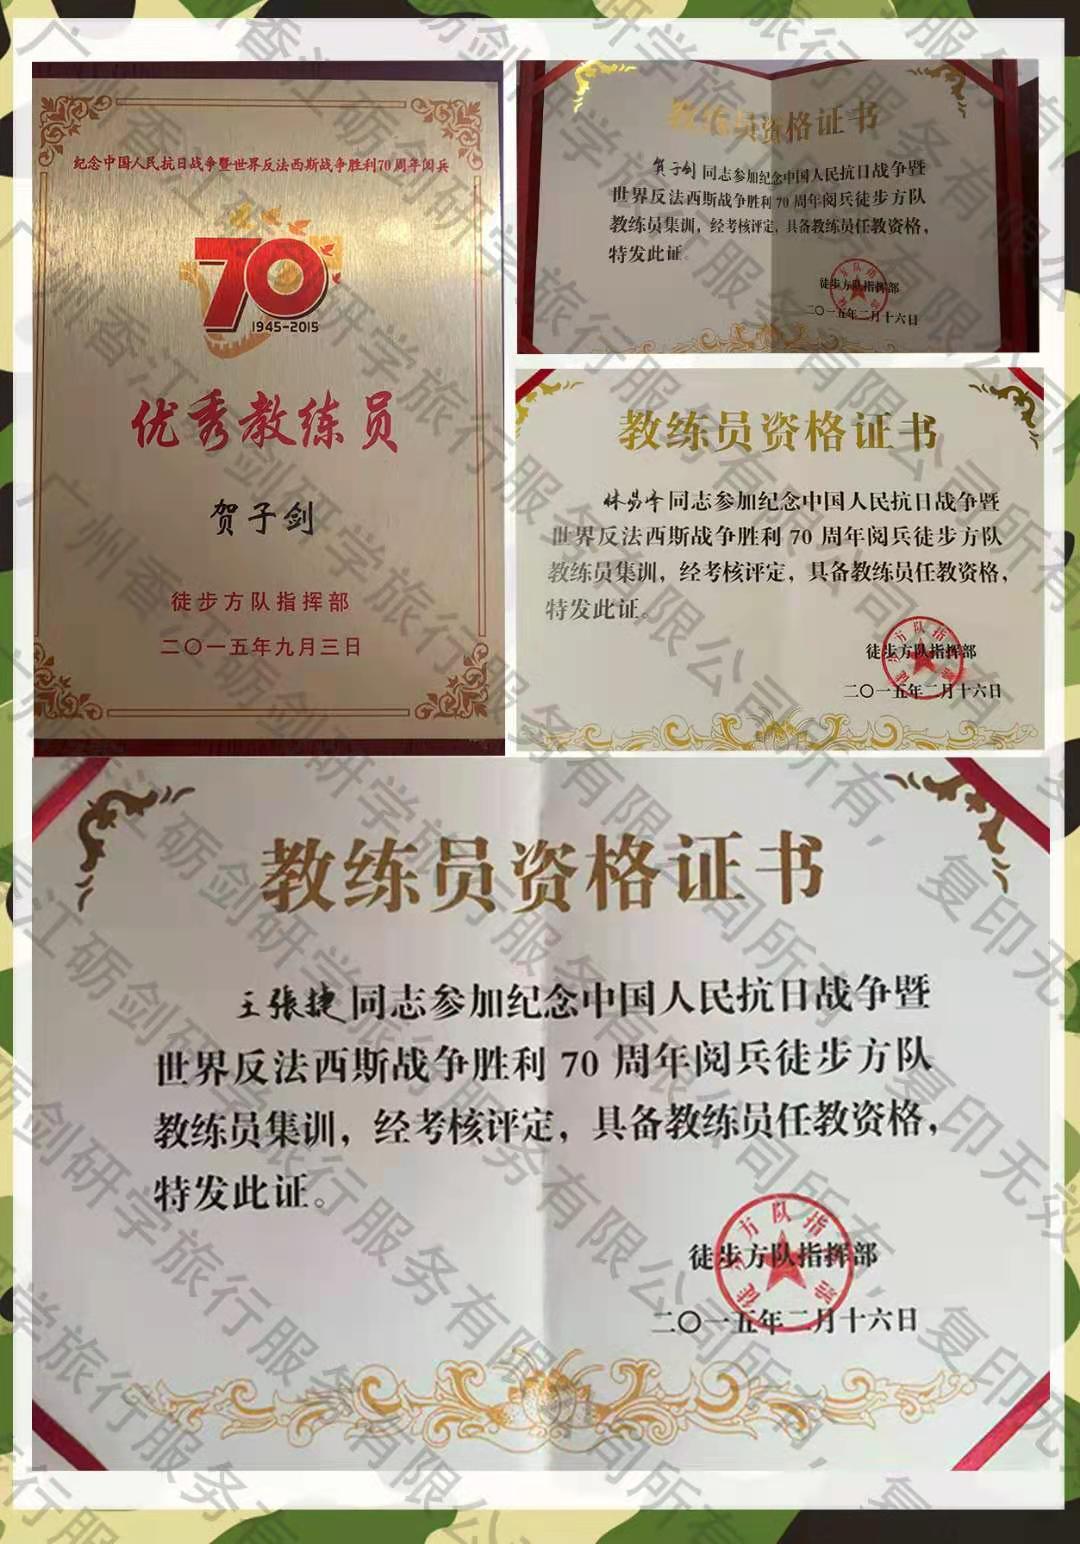 纪念中国人民抗日战争暨世界反法西斯战争胜利70周年阅兵
70
1945-2015
优秀教练员
贺子剑
徒步方队指挥部
二〇一五年九月三日
教练员资格证书
贺子剑同志参加纪念中国人民抗日战争暨
世界反法西斯战争胜利70周年阅兵徒步方队
教练员集训，经考核评定，具备教练员任教资格，
特发此证。
徒步方队指挥部
二〇一五年二月十六日
教练员资格证书
林易峰同志参加纪念中国人民抗日战争暨
世界反法西斯战争胜利70周年阅兵徒步方队
教练员集训，经考核评定，具备教练员任教资格，
特发此证。
徒步方队指挥部
二〇一五年二月十六日
教练员资格证书
王张捷同志参加纪念中国人民抗日战争暨
世界反法西斯战争胜利70周年阅兵徒步方队
教练员集训，经考核评定，具备教练员任教资格，
特发此证。
徒步方队指挥部
二〇一五年二月十六日
广州香江砺剑研学旅行服务有限公司所有，复印无效